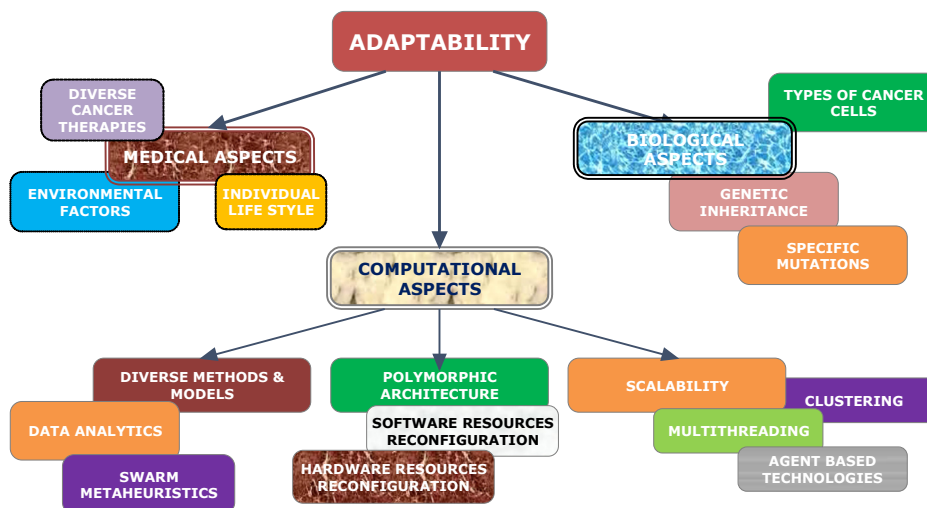 ADAPTABILITY
DIVERSE
CANCER
THERAPIES
MEDICAL ASPECTS
ENVIRONMENTAL
FACTORS
INDIVIDUAL
LIFE STYLE
TYPES OF CANCER
CELLS
BIOLOGICAL
ASPECTS
GENETIC
INHERITANCE
SPECIFIC
MUTATIONS
COMPUTATIONAL
ASPECTS
DIVERSE METHODS &
MODELS
DATA ANALYTICS
SWARM
METAHEURISTICS
POLYMORPHIC
ARCHITECTURE
SOFTWARE RESOURCES
RECONFIGURATION
HARDWARE RESOURCES
RECONFIGURATION
SCALABILITY
CLUSTERING
MULTITHREADING
AGENT BASED
TECHNOLOGIES